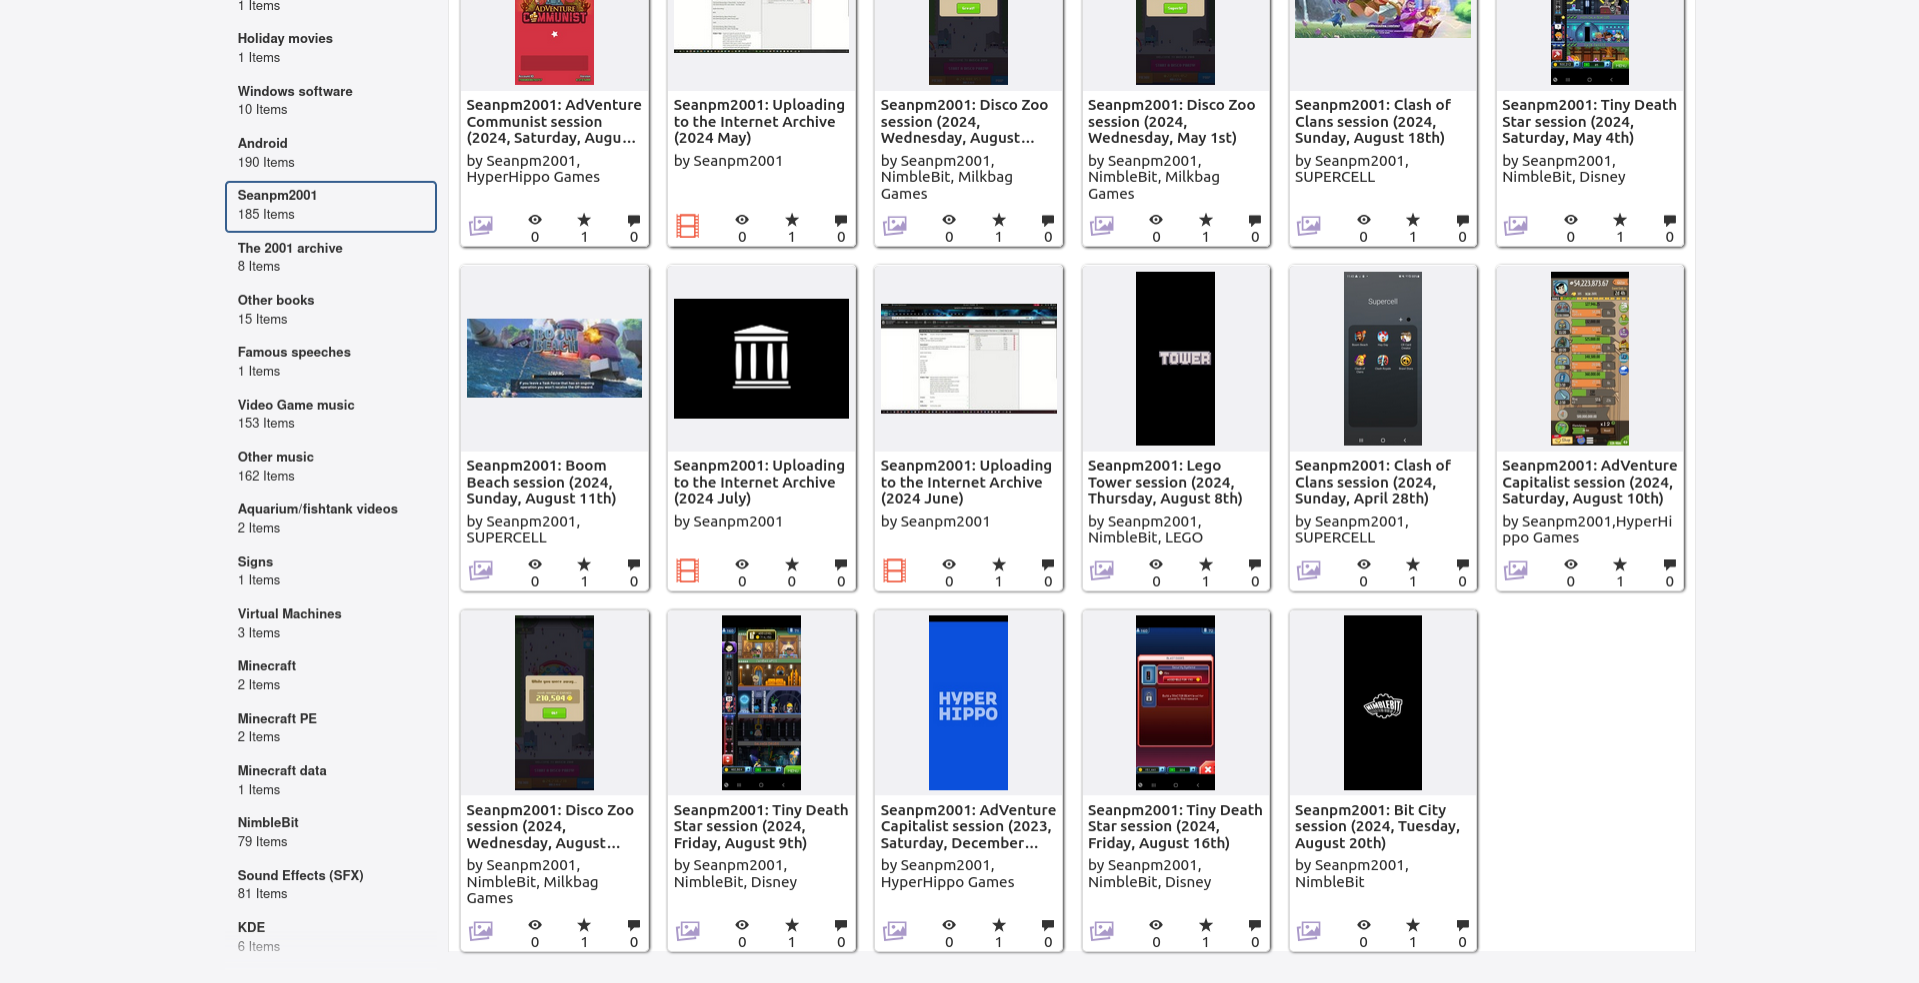 1 Items
Holiday movies
1 Items
Windows software
10 Items
Android
190 Items
Seanpm2001
185 Items
The 2001 archive
8 Items
Other books
15 Items
Famous speeches
1 Items
Video Game music
153 Items
Other music
162 Items
Aquarium/fishtank videos
2 Items
Signs
1 Items
Virtual Machines
3 Items
Minecraft
2 Items
Minecraft PE
2 Items
Minecraft data
1 Items
NimbleBit
79 Items
Sound Effects (SFX)
81 Items
KDE
6 Items
ADVENTURE
COMMUNIST
Seanpm2001: AdVenture
Communist session
(2024, Saturday, Augu...
by Seanpm2001,
HyperHippo Games
0 1 0
Seanpm2001: Uploading
to the Internet Archive
(2024 May)
by Seanpm2001
0 1 0
Seanpm2001: Disco Zoo
session (2024,
Wednesday, August...
by Seanpm2001,
NimbleBit, Milkbag
Games
0 1 0
Seanpm2001: Disco Zoo
session (2024,
Wednesday, May 1st)
by Seanpm2001,
NimbleBit, Milkbag
Games
0 1 0
Seanpm2001: Clash of
Clans session (2024,
Sunday, August 18th)
by Seanpm2001,
SUPERCELL
0 1 0
Seanpm2001: Tiny Death
Star session (2024,
Saturday, May 4th)
by Seanpm2001,
NimbleBit, Disney
0 1 0
BOOM
BEACH
Seanpm2001: Boom
Beach session (2024,
Sunday, August 11th)
by Seanpm2001,
SUPERCELL
0 1 0
Seanpm2001: Uploading
to the Internet Archive
(2024 July)
by Seanpm2001
0 0 0
Seanpm2001: Uploading
to the Internet Archive
(2024 June)
by Seanpm2001
0 1 0
TOWER
Seanpm2001: Lego
Tower session (2024,
Thursday, August 8th)
by Seanpm2001,
NimbleBit, LEGO
0 1 0
Supercell
Seanpm2001: Clash of
Clans session (2024,
Sunday, April 28th)
by Seanpm2001,
SUPERCELL
0 1 0
54,223,873.67
Seanpm2001: AdVenture
Capitalist session (2024,
Saturday, August 10th)
by Seanpm2001,HyperHi
ppo Games
0 1 0
While you were away...
210,504
Seanpm2001: Disco Zoo
session (2024,
Wednesday, August...
by Seanpm2001,
NimbleBit, Milkbag
Games
0 1 0
Seanpm2001: Tiny Death
Star session (2024,
Friday, August 9th)
by Seanpm2001,
NimbleBit, Disney
0 1 0
HYPER
HIPPO
Seanpm2001: AdVenture
Capitalist session (2023,
Saturday, December...
by Seanpm2001,
HyperHippo Games
0 1 0
Seanpm2001: Tiny Death
Star session (2024,
Friday, August 16th)
by Seanpm2001,
NimbleBit, Disney
0 1 0
NIMBLEBIT
Seanpm2001: Bit City
session (2024, Tuesday,
August 20th)
by Seanpm2001,
NimbleBit
0 1 0